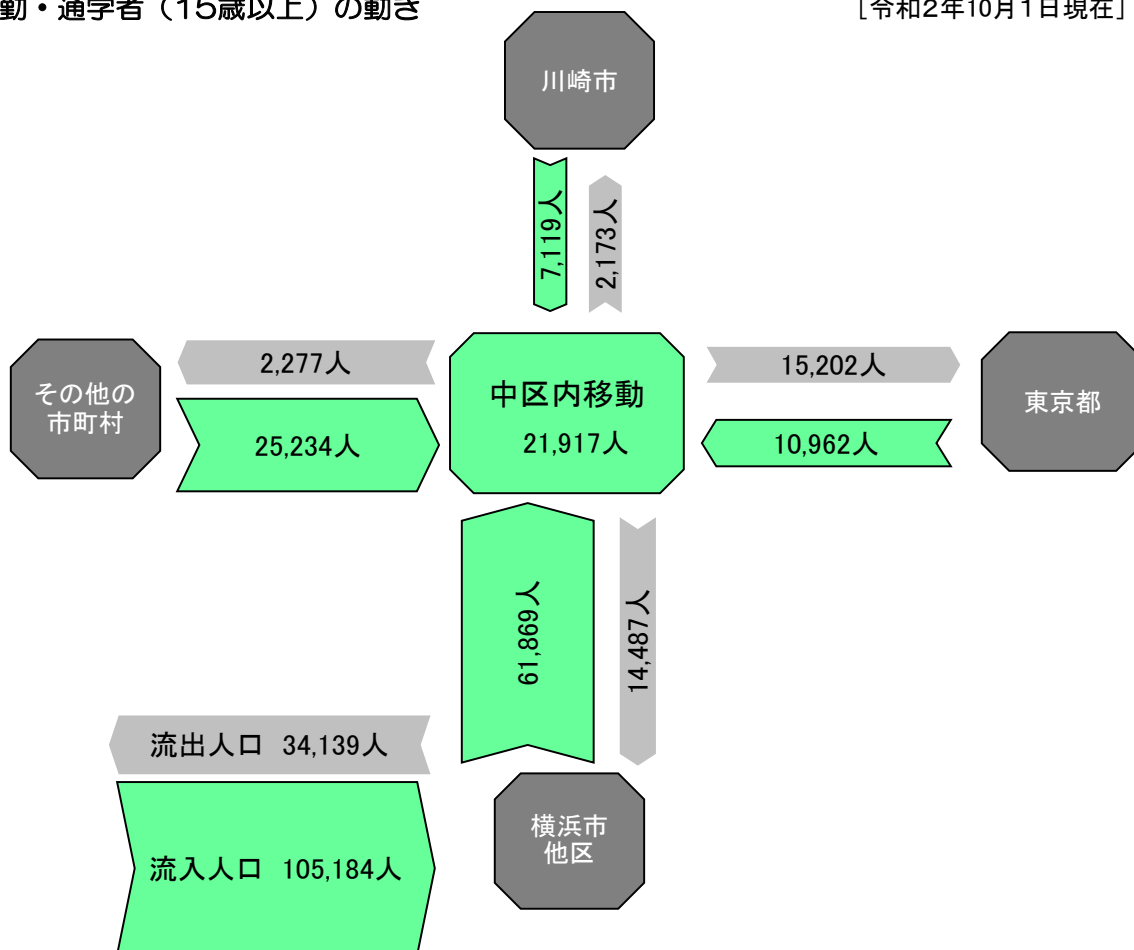 勤・通学者（15歳以上）の動き
［令和2年10月1日現在］
川崎市
7,119人
2,173人
2,277人
中区内移動
21,917人
15,202人
その他の
市町村
25,234人
10,962人
東京都
61,869人
14,487人
流出人口 34,139人
流入人口 105,184人
横浜市
他区